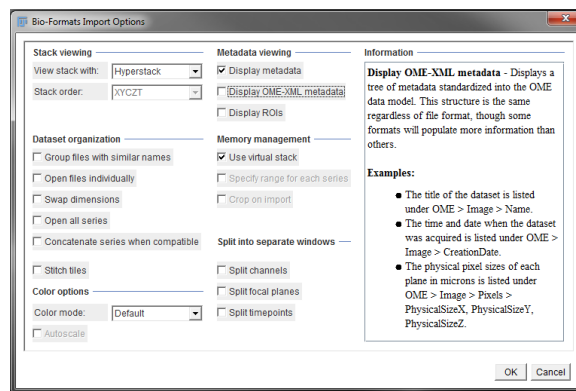 Bio-Formats Import Options
Stack viewing
View stack with: Hyperstack
Stack order: XYCZT
Dataset organization
Group files with similar names
Open files individually
Swap dimensions
Open all series
Concatenate series when compatible
Stitch tiles
Color options
Color mode: Default
Autoscale
Metadata viewing
Display metadata
Display OME-XML metadata
Display ROIs
Memory management
Use virtual stack
Specify range for each series
Crop on import
Split into separate windows
Split channels
Split focal planes
Split timepoints
Information
Display OME-XML metadata - Displays a
tree of metadata standardized into the OME
data model. This structure is the same
regardless of file format, though some
formats will populate more information than
others.
Examples:
• The title of the dataset is listed
under OME > Image > Name.
• The time and date when the dataset
was acquired is listed under OME >
Image > CreationDate.
• The physical pixel sizes of each
plane in microns is listed under
OME > Image > Pixels >
PhysicalSizeX, PhysicalSizeY,
PhysicalSizeZ.
OK Cancel